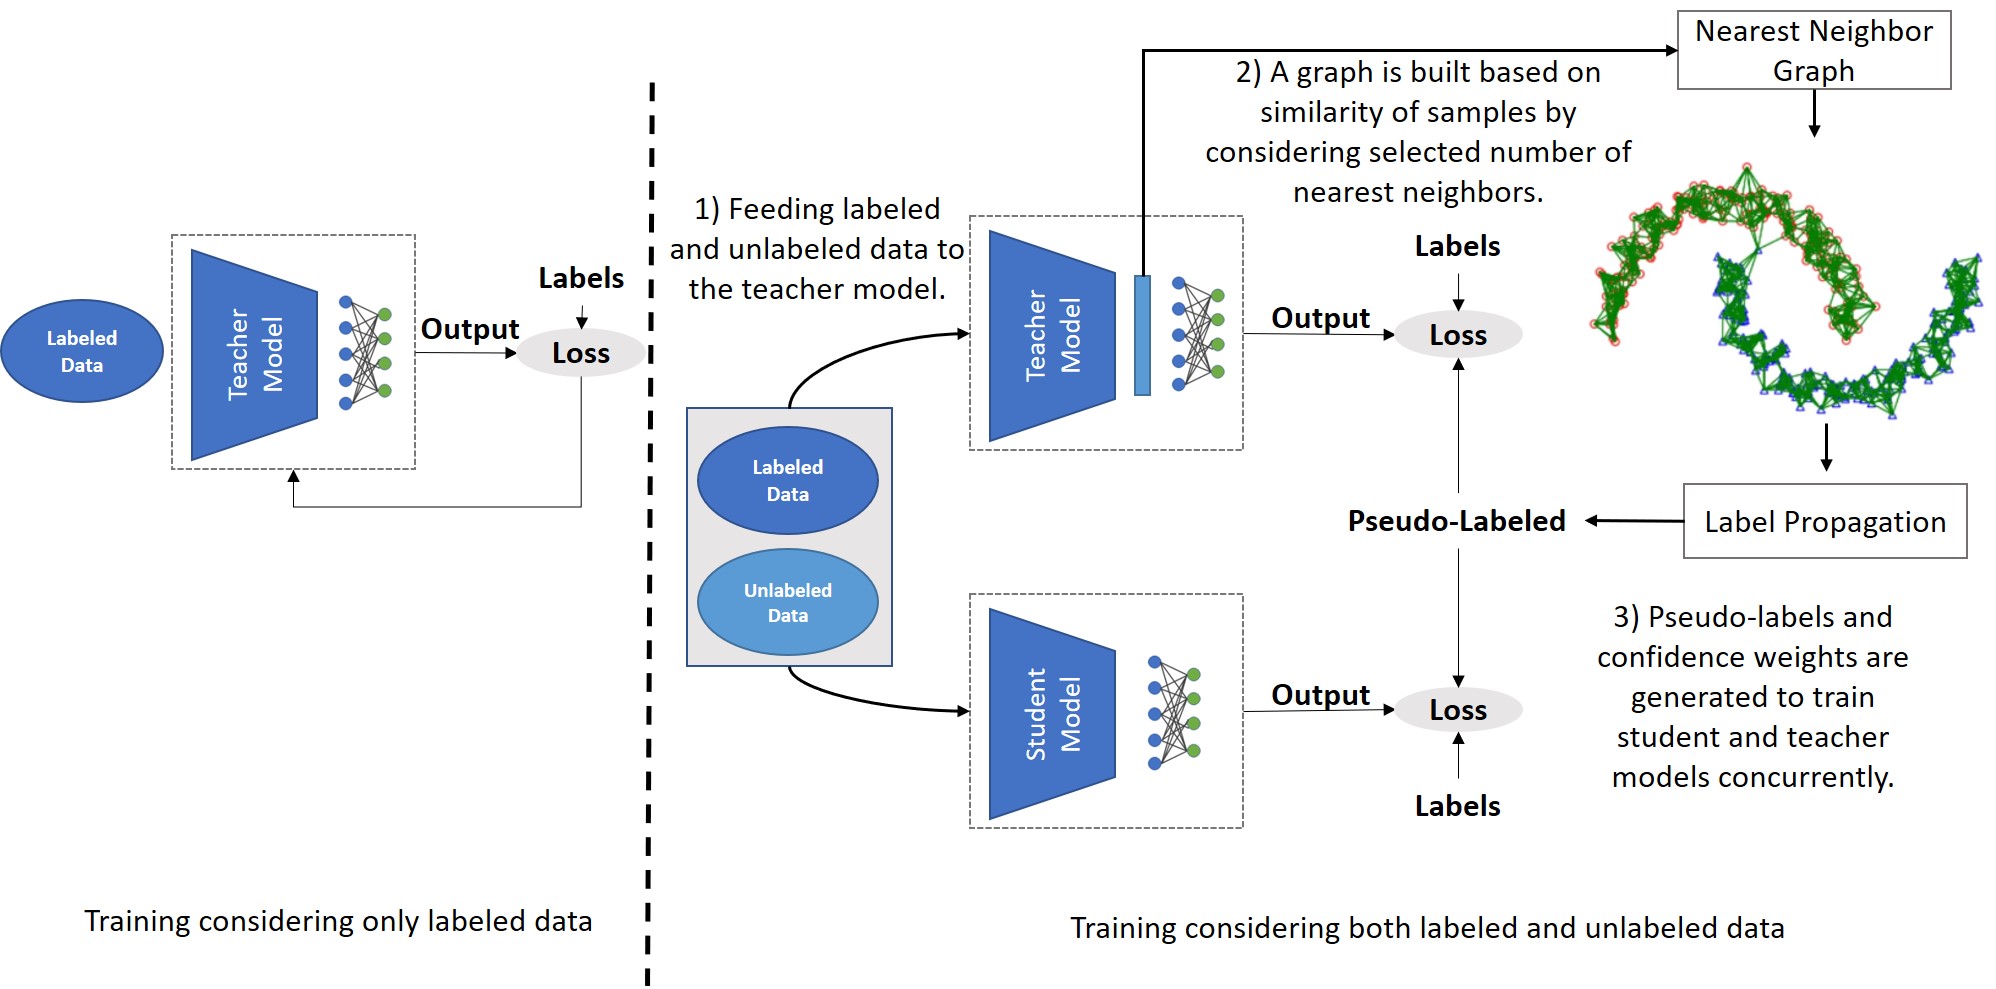 Labeled
Data
Teacher
Model
Output
Labels
Loss
Training considering only labeled data
1) Feeding labeled
and unlabeled data to
the teacher model.
Labeled
Data
Unlabeled
Data
Teacher
Model
2) A graph is built based on
similarity of samples by
considering selected number of
nearest neighbors.
Nearest Neighbor
Graph
Labels
Output
Loss
Pseudo-Labeled
Label Propagation
Student
Model
Output
Loss
Labels
3) Pseudo-labels and
confidence weights are
generated to train
student and teacher
models concurrently.
Training considering both labeled and unlabeled data